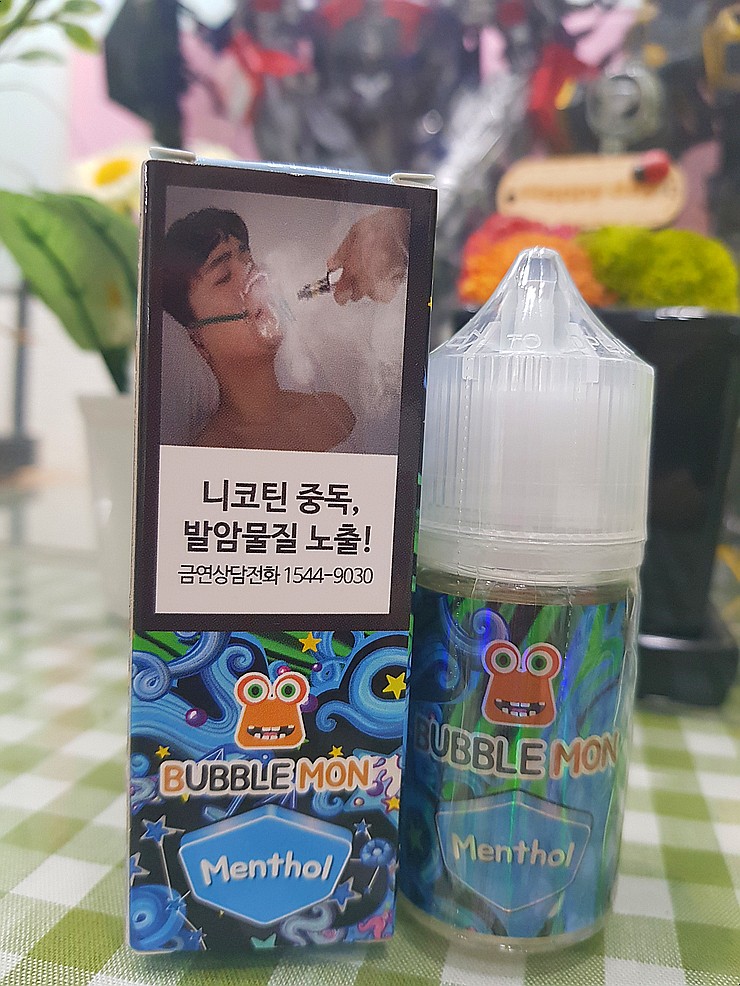 니코틴 중독,
발암물질 노출!
금연상담전화 1544-9030
BUBBLE MON
Menthol
TO
BUBBLE MON
Menthol